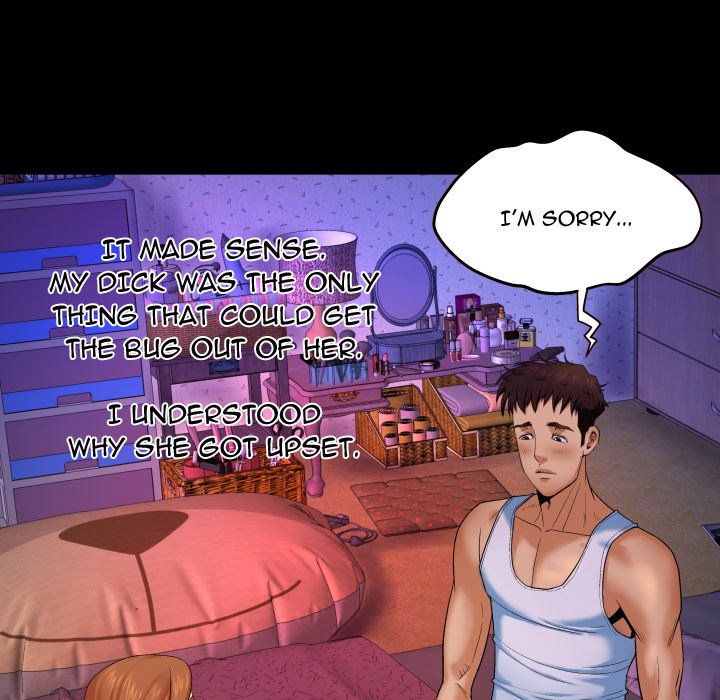 I'M SORRY...
IT MADE SENSE.
MY DICK WAS THE ONLY
THING THAT COULD GET
THE BUG OUT OF HER.
I UNDERSTOOD
WHY SHE GOT UPSET.